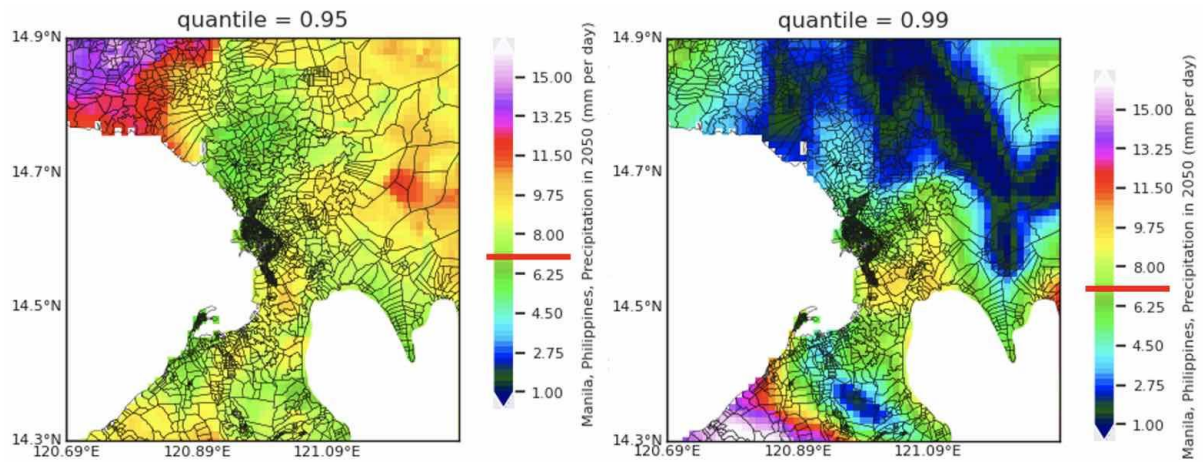 quantile = 0.95
14.9°N
14.7°N
14.5°N
14.3°N
120.69°E
120.89°E
121.09°E
15.00
13.25
11.50
9.75
8.00
6.25
4.50
2.75
1.00
Manila, Philippines, Precipitation in 2050 (mm per day)
quantile = 0.99
14.9°N
14.7°N
14.5°N
14.3°N
120.69°E
120.89°E
121.09°E
15.00
13.25
11.50
9.75
8.00
6.25
4.50
2.75
1.00
Manila, Philippines, Precipitation in 2050 (mm per day)